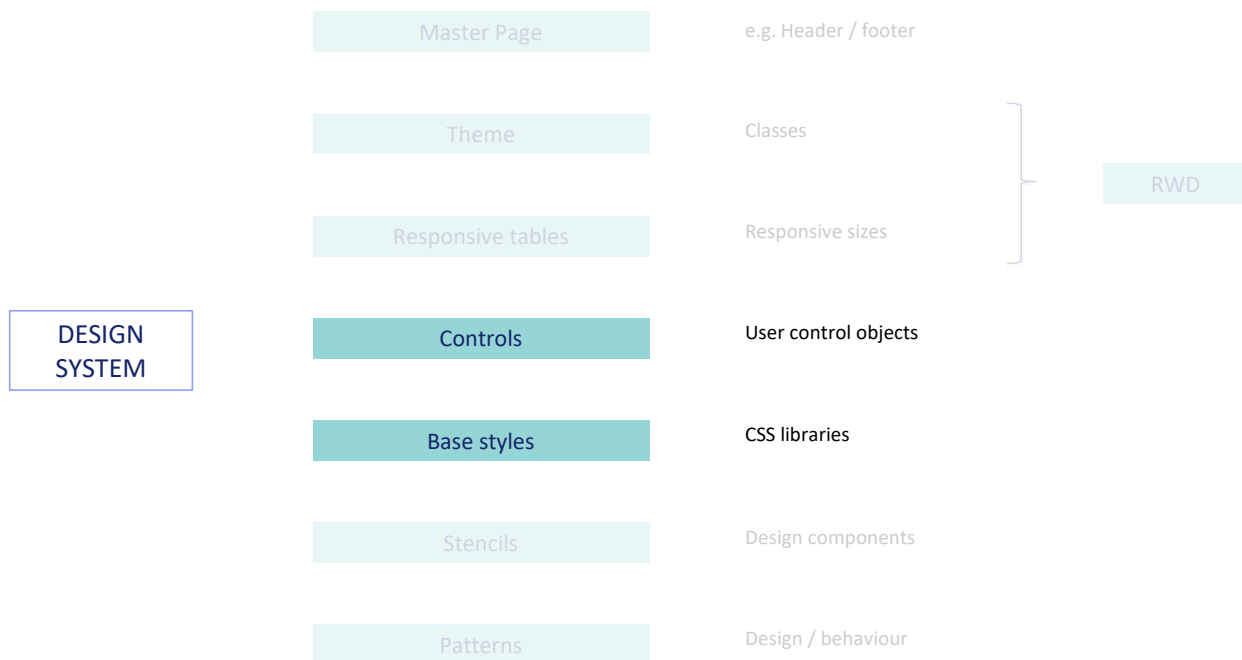 Master Page
e.g. Header / footer
Theme
Classes
RWD
Responsive tables
Responsive sizes
DESIGN
SYSTEM
Controls
User control objects
Base styles
CSS libraries
Stencils
Design components
Patterns
Design / behaviour